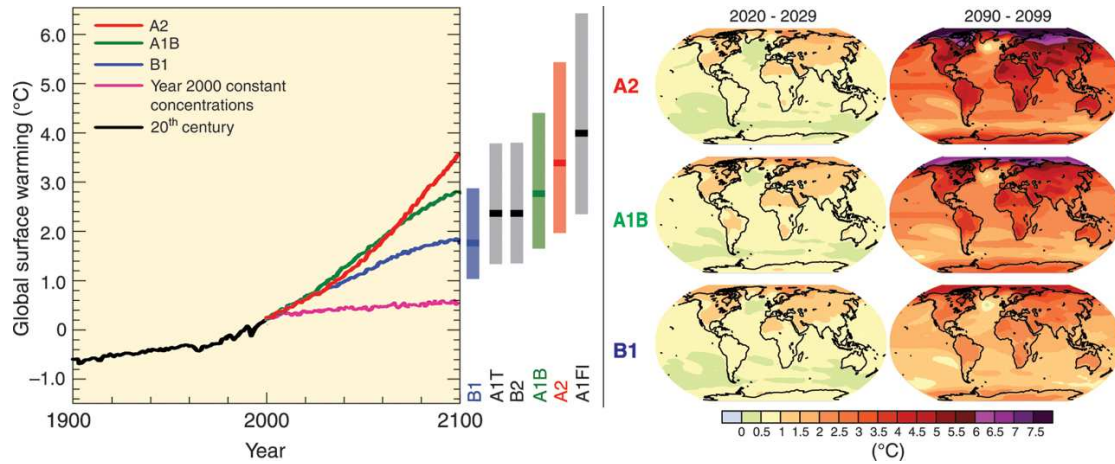 A2
A1B
B1
Year 2000 constant
concentrations
20th century
Global surface warming (°C)
6.0
5.0
4.0
3.0
2.0
1.0
0
−1.0
1900
2000
2100
Year
B1
A1T
B2
A1B
A2
A1FI
2020 - 2029
2090 - 2099
A2
A1B
B1
0 0.5 1 1.5 2 2.5 3 3.5 4 4.5 5 5.5 6 6.5 7 7.5
(°C)